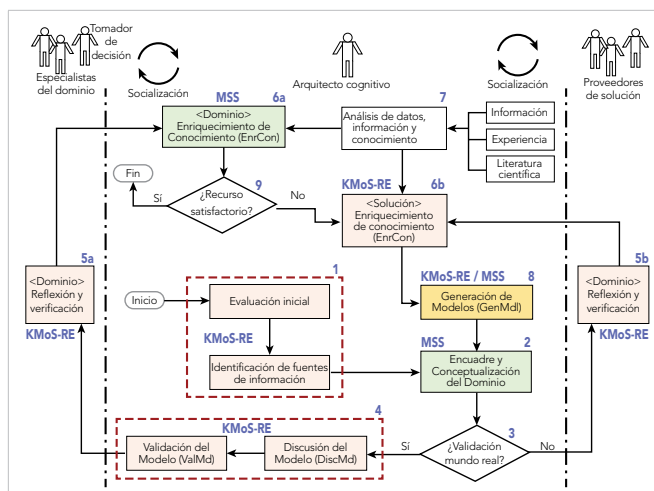 Tomador
de
decisión
Especialistas
del dominio
Socialización
Arquitecto cognitivo
Socialización
Proveedores
de solución
MSS
6a
<Dominio>
Enriquecimiento de
Conocimiento (EnrCon)
7
Análisis de datos,
información y
conocimiento
Información
Experiencia
Literatura
científica
Fin
Sí
9
¿Recurso
satisfactorio?
No
KMoS-RE
6b
<Solución>
Enriquecimiento
de conocimiento
(EnrCon)
5a
<Dominio>
Reflexión y
verificación
KMoS-RE
5b
<Dominio>
Reflexión y
verificación
KMoS-RE
Inicio
1
Evaluación inicial
KMoS-RE
Identificación de fuentes
de información
KMoS-RE / MSS
8
Generación de
Modelos (GenMdl)
MSS
2
Encuadre y
Conceptualización
del Dominio
4
KMoS-RE
Validación del
Modelo (ValMd)
Discusión del
Modelo (DiscMd)
Sí
3
¿Validación
mundo real?
No